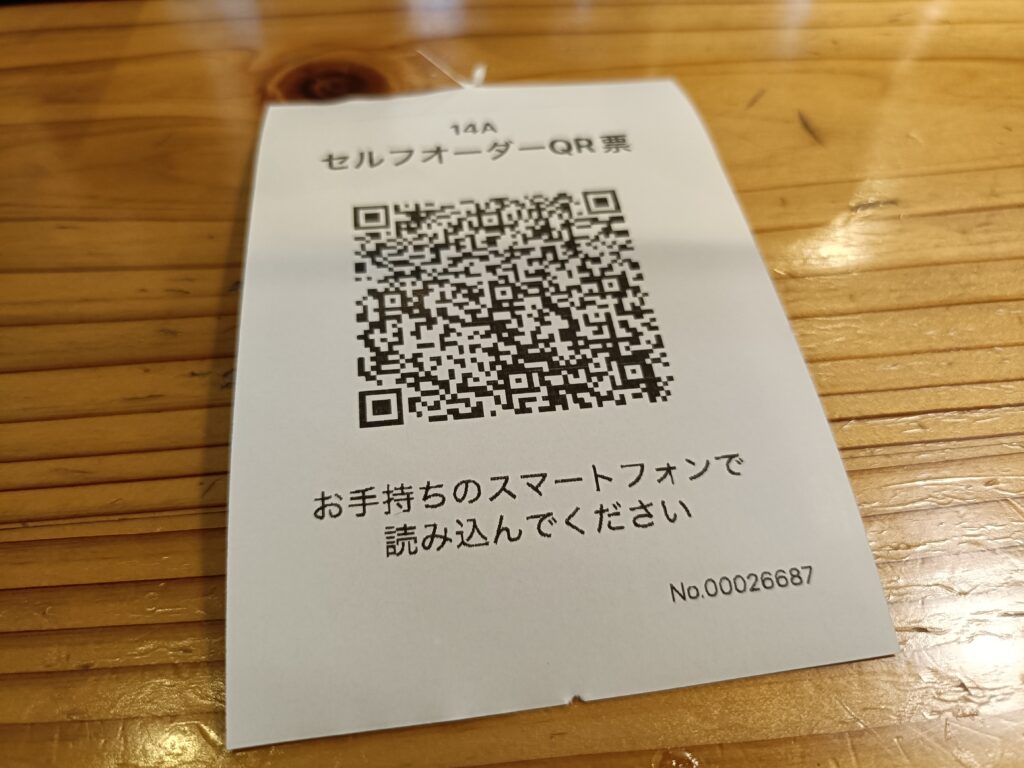 14A
セルフオーダーQR票
お手持ちのスマートフォンで
読み込んでください
No.00026687